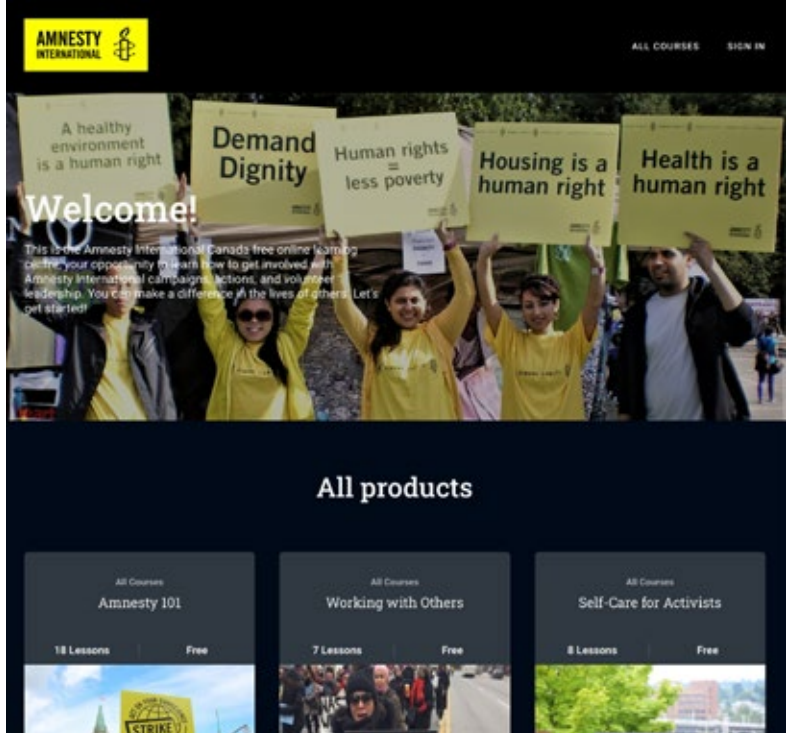 AMNESTY
INTERNATIONAL
ALL COURSES
SIGN IN
A healthy
environment
is a human right
Demand
Dignity
Human rights
=
less poverty
Housing is a
human right
Health is a
human right
Welcome!
This is the Amnesty International Canada free online learning
centre, your opportunity to learn how to get involved with
Amnesty International campaigns, actions, and volunteer
leadership. You can make a difference in the lives of others. Let's
get started!
All products
All Courses
Amnesty 101
18 Lessons
Free
All Courses
Working with Others
7 Lessons
Free
All Courses
Self-Care for Activists
8 Lessons
Free
STRIKE